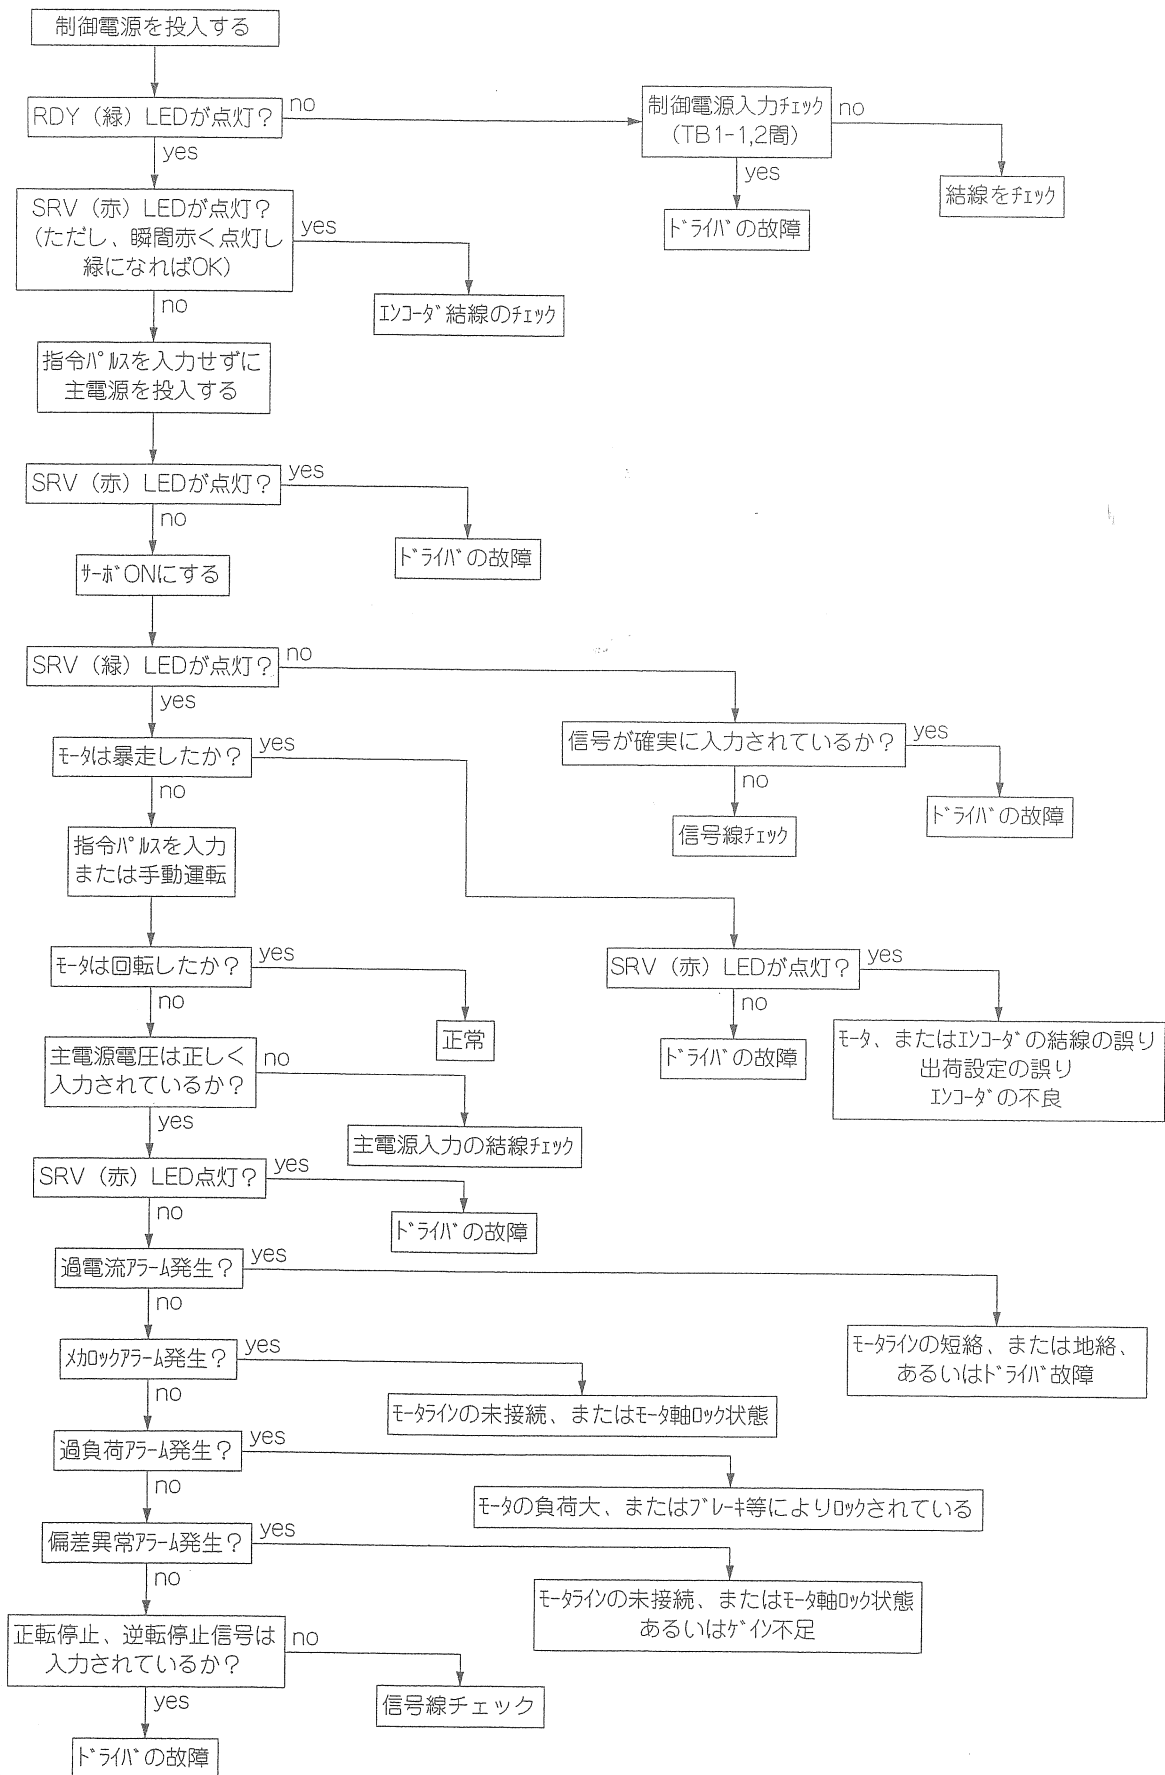 制御電源を投入する
RDY（緑）LEDが点灯？
no
yes
制御電源入力ﾁｪｯｸ
（TB1-1,2間）
no
yes
結線をﾁｪｯｸ
ﾄﾞﾗｲﾊﾞの故障
SRV（赤）LEDが点灯？
（ただし、瞬間赤く点灯し
緑になればOK）
yes
no
ｴﾝｺｰﾀﾞ結線のﾁｪｯｸ
指令ﾊﾟﾙｽを入力せずに
主電源を投入する
SRV（赤）LEDが点灯？
yes
no
ﾄﾞﾗｲﾊﾞの故障
ｻｰﾎﾞONにする
SRV（緑）LEDが点灯？
no
yes
信号が確実に入力されているか？
yes
no
ﾄﾞﾗｲﾊﾞの故障
信号線ﾁｪｯｸ
ﾓｰﾀは暴走したか？
yes
no
指令ﾊﾟﾙｽを入力
または手動運転
ﾓｰﾀは回転したか？
yes
no
正常
SRV（赤）LEDが点灯？
yes
no
ﾄﾞﾗｲﾊﾞの故障
ﾓｰﾀ、またはｴﾝｺｰﾀﾞの結線の誤り
出荷設定の誤り
ｴﾝｺｰﾀﾞの不良
主電源電圧は正しく
入力されているか？
no
yes
主電源入力の結線ﾁｪｯｸ
SRV（赤）LED点灯？
yes
no
ﾄﾞﾗｲﾊﾞの故障
過電流ｱﾗｰﾑ発生？
yes
no
ﾓｰﾀﾗｲﾝの短絡、または地絡、
あるいはﾄﾞﾗｲﾊﾞ故障
ﾒｶﾛｯｸｱﾗｰﾑ発生？
yes
no
ﾓｰﾀﾗｲﾝの未接続、またはﾓｰﾀ軸ﾛｯｸ状態
過負荷ｱﾗｰﾑ発生？
yes
no
ﾓｰﾀの負荷大、またはﾌﾞﾚｰｷ等によりﾛｯｸされている
偏差異常ｱﾗｰﾑ発生？
yes
no
ﾓｰﾀﾗｲﾝの未接続、またはﾓｰﾀ軸ﾛｯｸ状態
あるいはｹﾞｲﾝ不足
正転停止、逆転停止信号は
入力されているか？
no
yes
信号線チェック
ﾄﾞﾗｲﾊﾞの故障